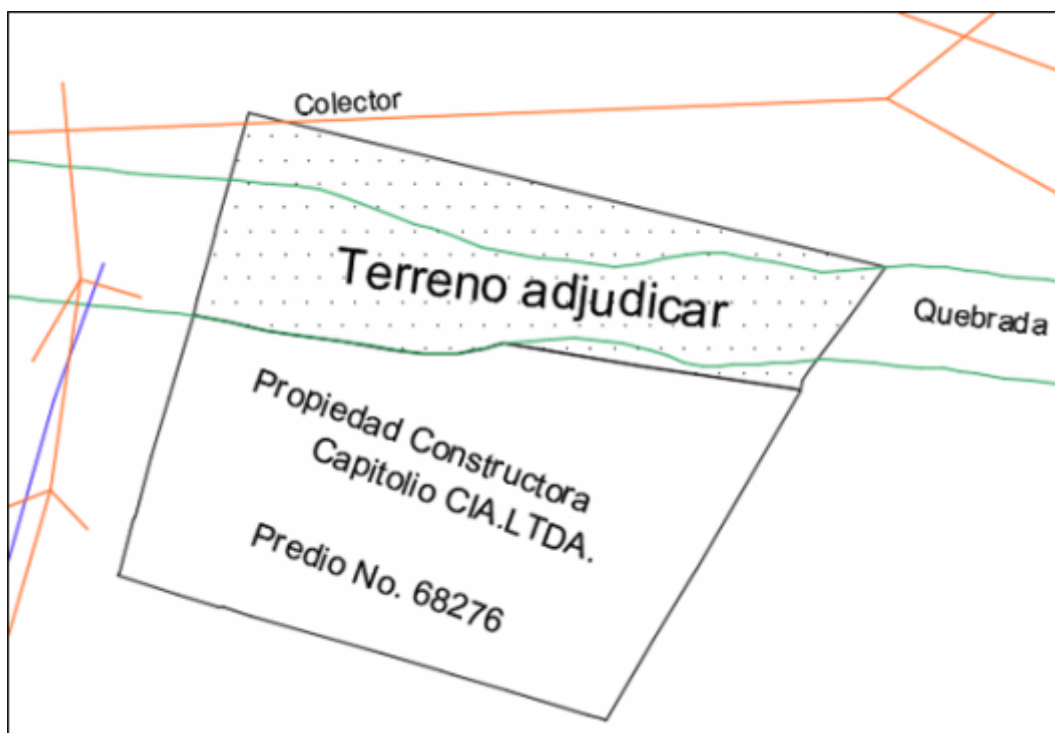 Colector
Terreno adjudicar
Quebrada
Propiedad Constructora
Capitolio CIA.LTDA.
Predio No. 68276